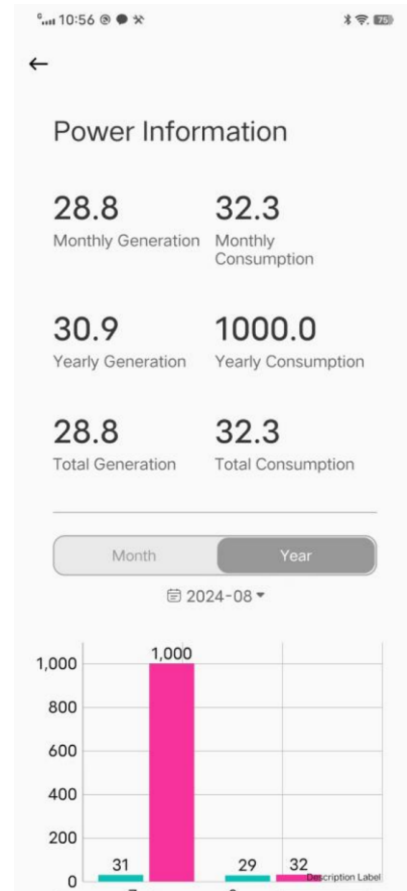 10:56
75
Power Information
28.8 32.3
Monthly Generation Monthly
Consumption
30.9 1000.0
Yearly Generation Yearly Consumption
28.8 32.3
Total Generation Total Consumption
Month Year
2024-08
1,000
1,000
800
600
400
200
31 29 32
0
Description Label